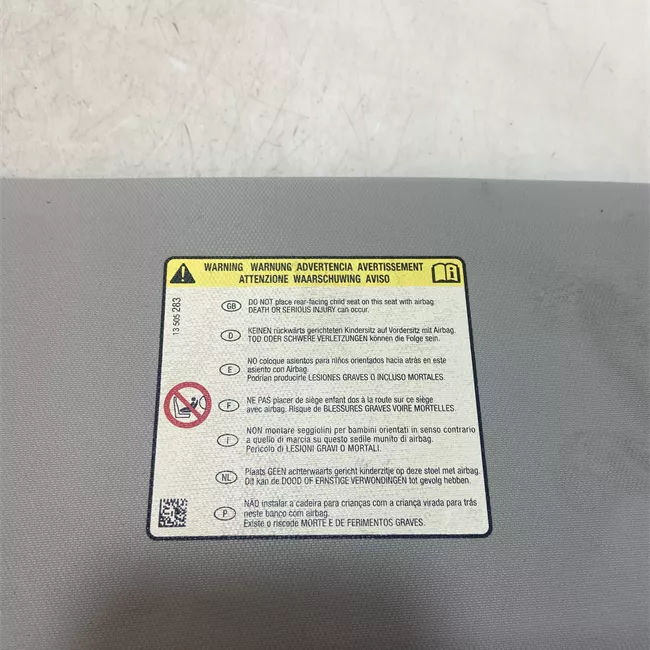 WARNING WARNUNG ADVERTENCIA AVERTISSEMENT
ATTENZIONE WAARSCHUWING AVISO
13 505 283
GB DO NOT place rear-facing child seat on this seat with airbag.
DEATH OR SERIOUS INJURY can occur.
D KEINEN rückwärts gerichteten Kindersitz auf Vordersitz mit Airbag.
TOD ODER SCHWERE VERLETZUNGEN können die Folge sein.
E NO coloque asientos para niños orientados hacia atrás en este
asiento con Airbag.
Podrían producirle LESIONES GRAVES O INCLUSO MORTALES.
F NE PAS placer de siège enfant dos à la route sur ce siège
avec airbag. Risque de BLESSURES GRAVES VOIRE MORTELLES.
I NON montare seggiolini per bambini orientati in senso contrario
a quello di marcia su questo sedile munito di airbag.
Pericolo di LESIONI GRAVI O MORTALI.
NL Plaats GEEN achterwaarts gericht kinderzitje op deze stoel met airbag.
Dit kan de DOOD OF ERNSTIGE VERWONDINGEN tot gevolg hebben.
P NÃO instalar a cadeira para crianças com a criança virada para trás
neste banco com airbag.
Existe o riscode MORTE E DE FERIMENTOS GRAVES.